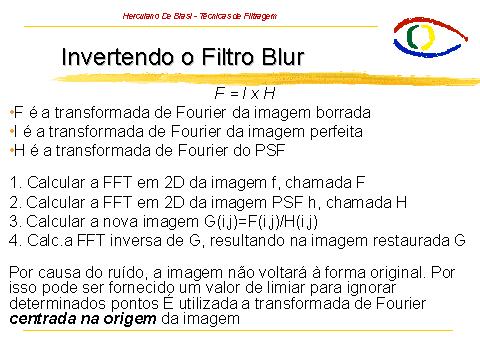 Herculano De Biasi - Técnicas de Filtragem
Invertendo o Filtro Blur
F = I x H
•F é a transformada de Fourier da imagem borrada
•I é a transformada de Fourier da imagem perfeita
•H é a transformada de Fourier do PSF
1. Calcular a FFT em 2D da imagem f, chamada F
2. Calcular a FFT em 2D da imagem PSF h, chamada H
3. Calcular a nova imagem G(i,j)=F(i,j)/H(i,j)
4. Calc.a FFT inversa de G, resultando na imagem restaurada G
Por causa do ruído, a imagem não voltará à forma original. Por
isso pode ser fornecido um valor de limiar para ignorar
determinados pontos É utilizada a transformada de Fourier
centrada na origem da imagem